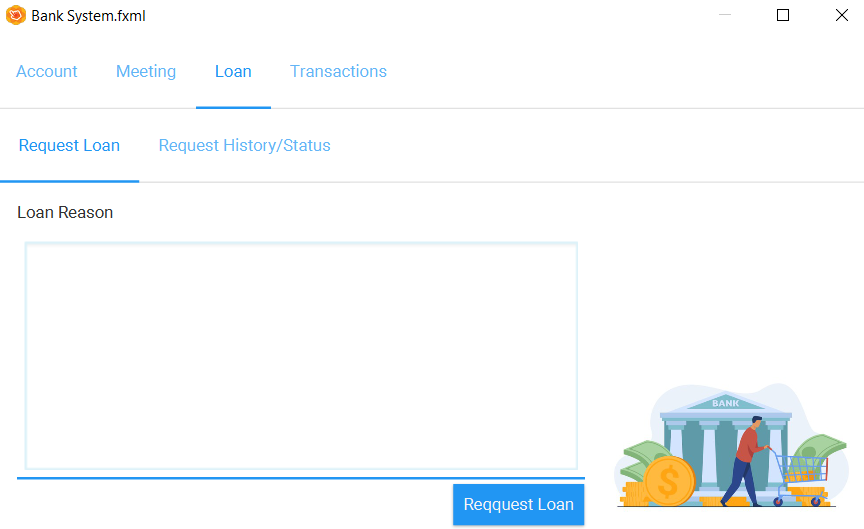 Bank System.fxml
Account Meeting Loan Transactions
Request Loan Request History/Status
Loan Reason
BANK
$
Reqquest Loan